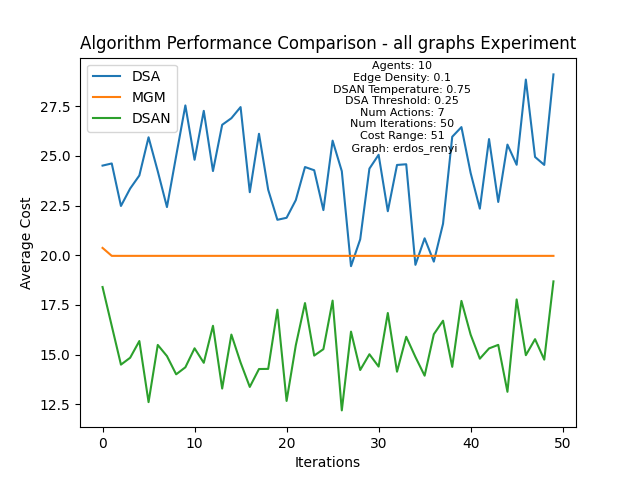 Algorithm Performance Comparison - all graphs Experiment
DSA
MGM
DSAN
Agents: 10
Edge Density: 0.1
DSAN Temperature: 0.75
DSA Threshold: 0.25
Num Actions: 7
Num Iterations: 50
Cost Range: 51
Graph: erdos_renyi
Average Cost
27.5
25.0
22.5
20.0
17.5
15.0
12.5
0
10
20
30
40
50
Iterations